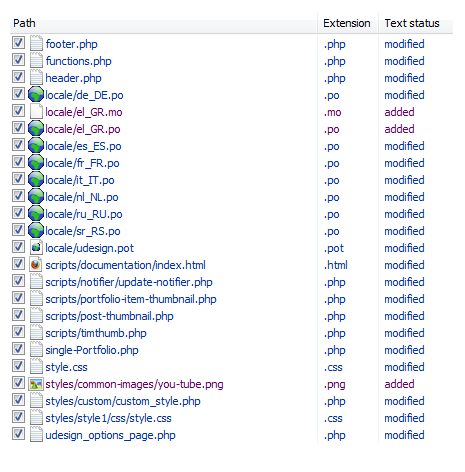 Path Extension Text status
footer.php .php modified
functions.php .php modified
header.php .php modified
locale/de_DE.po .po modified
locale/el_GR.mo .mo added
locale/el_GR.po .po added
locale/es_ES.po .po modified
locale/fr_FR.po .po modified
locale/it_IT.po .po modified
locale/nl_NL.po .po modified
locale/ru_RU.po .po modified
locale/sr_RS.po .po modified
locale/udesign.pot .pot modified
scripts/documentation/index.html .html modified
scripts/notifier/update-notifier.php .php modified
scripts/portfolio-item-thumbnail.php .php modified
scripts/post-thumbnail.php .php modified
scripts/timthumb.php .php modified
single-Portfolio.php .php modified
style.css .css modified
styles/common-images/you-tube.png .png added
styles/custom/custom_style.php .php modified
styles/style1/css/style.css .css modified
udesign_options_page.php .php modified